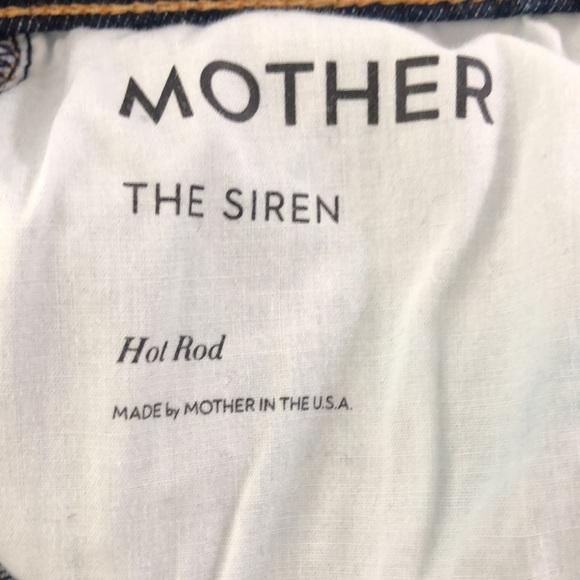 MOTHER
THE SIREN
Hot Rod
MADE by MOTHER IN THE U.S.A.